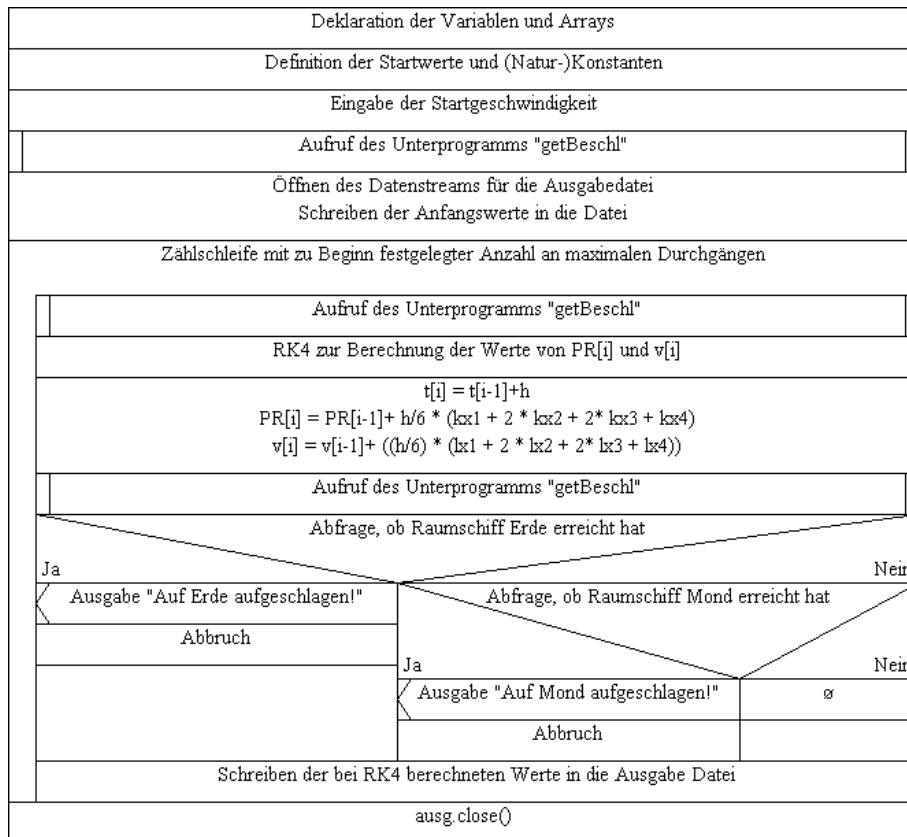 Deklaration der Variablen und Arrays
Definition der Startwerte und (Natur-)Konstanten
Eingabe der Startgeschwindigkeit
Aufruf des Unterprogramms "getBeschl"
Öffnen des Datenstreams für die Ausgabedatei
Schreiben der Anfangswerte in die Datei
Zählschleife mit zu Beginn festgelegter Anzahl an maximalen Durchgängen
Aufruf des Unterprogramms "getBeschl"
RK4 zur Berechnung der Werte von PR[i] und v[i]
t[i] = t[i-1]+h
PR[i] = PR[i-1]+ h/6 * (kx1 + 2 * kx2 + 2* kx3 + kx4)
v[i] = v[i-1]+ ((h/6) * (lx1 + 2 * lx2 + 2* lx3 + lx4))
Aufruf des Unterprogramms "getBeschl"
Abfrage, ob Raumschiff Erde erreicht hat
Ja
Nein
Ausgabe "Auf Erde aufgeschlagen!"
Abfrage, ob Raumschiff Mond erreicht hat
Abbruch
Ja
Nein
Ausgabe "Auf Mond aufgeschlagen!"
ø
Abbruch
Schreiben der bei RK4 berechneten Werte in die Ausgabe Datei
ausg.close()